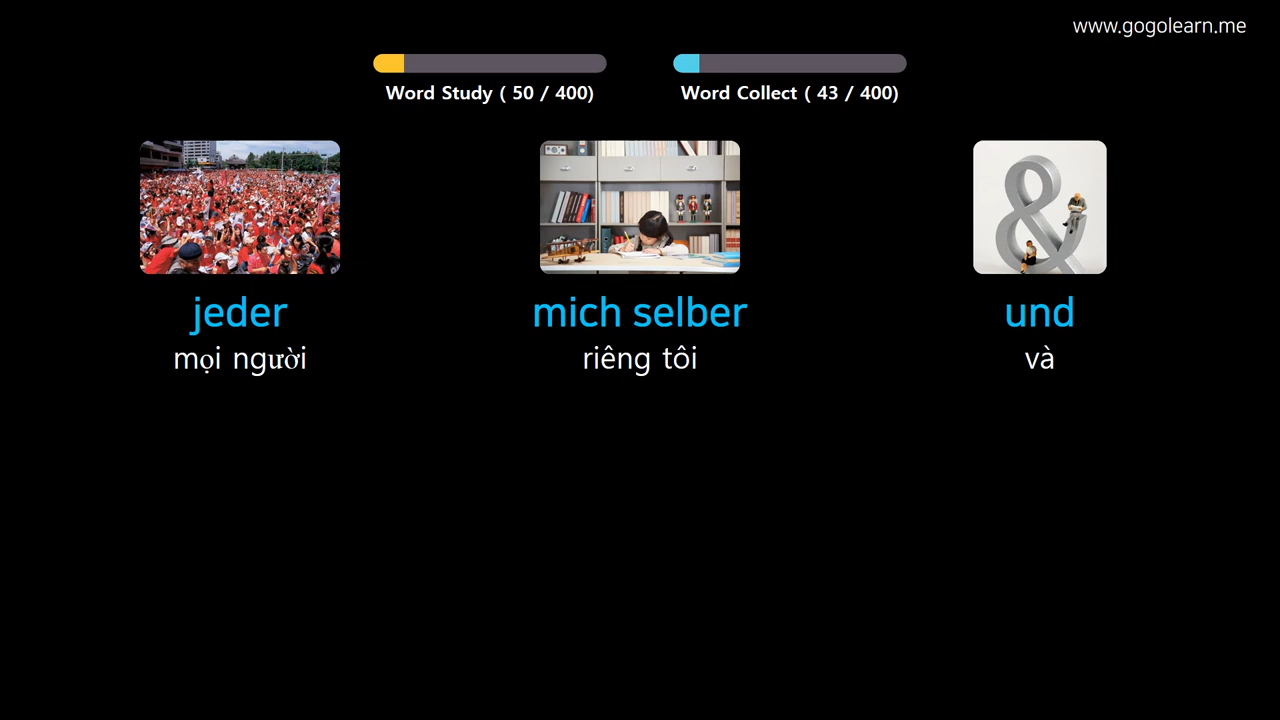 www.gogolearn.me
Word Study ( 50 / 400)
Word Collect ( 43 / 400)
jeder
mọi người
mich selber
riêng tôi
und
và